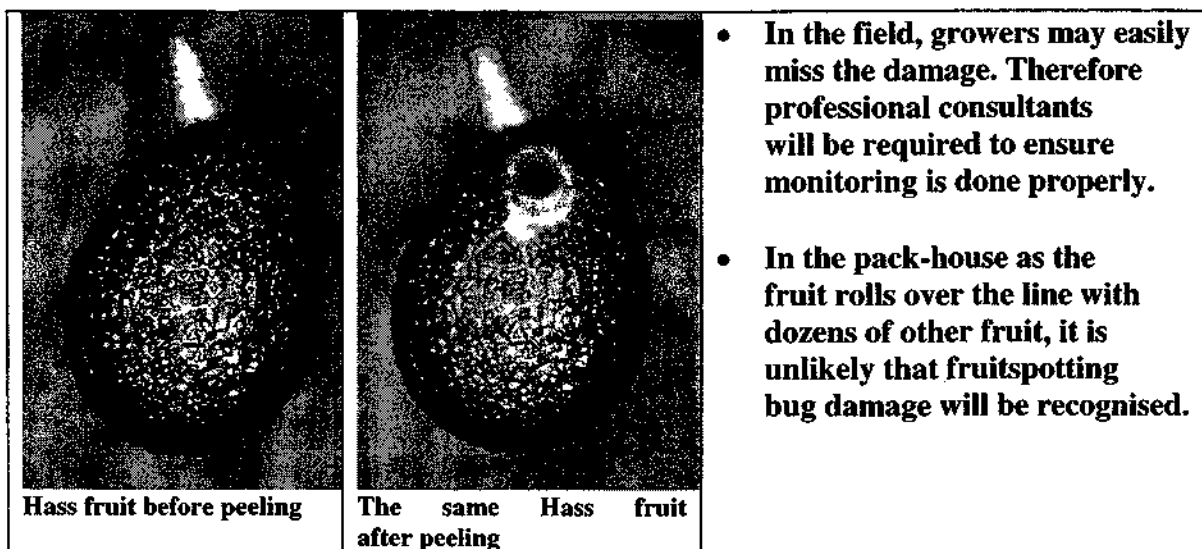 Hass fruit before peeling
The same Hass fruit
after peeling
• In the field, growers may easily
miss the damage. Therefore
professional consultants
will be required to ensure
monitoring is done properly.
• In the pack-house as the
fruit rolls over the line with
dozens of other fruit, it is
unlikely that fruitspotting
bug damage will be recognised.